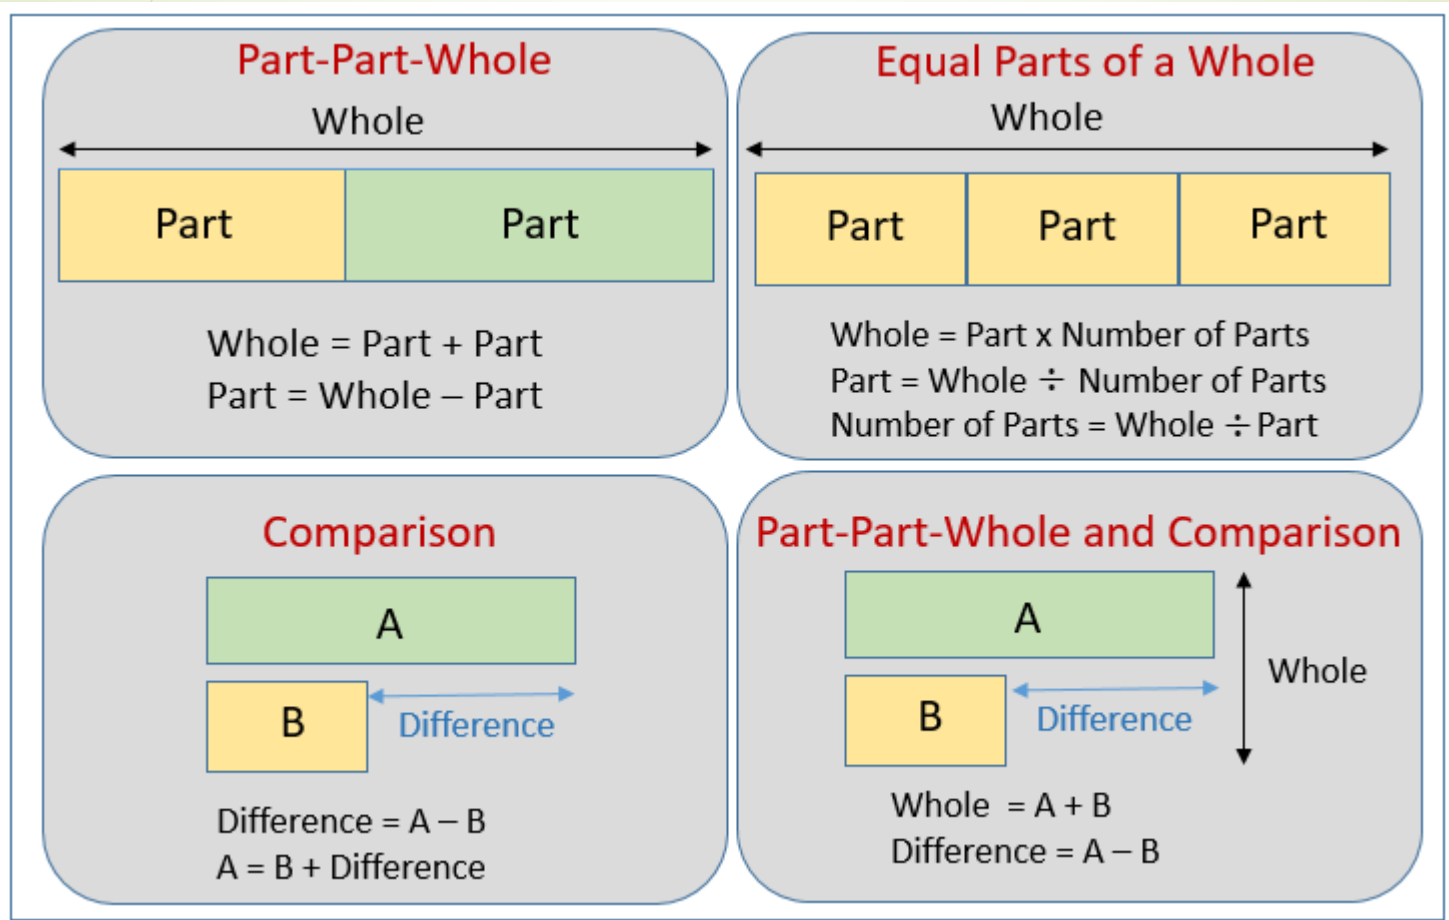 Part-Part-Whole
Whole
Part Part
Whole = Part + Part
Part = Whole – Part
Equal Parts of a Whole
Whole
Part Part Part
Whole = Part x Number of Parts
Part = Whole ÷ Number of Parts
Number of Parts = Whole ÷ Part
Comparison
A
B
Difference
Difference = A – B
A = B + Difference
Part-Part-Whole and Comparison
A
Whole
B
Difference
Whole = A + B
Difference = A – B